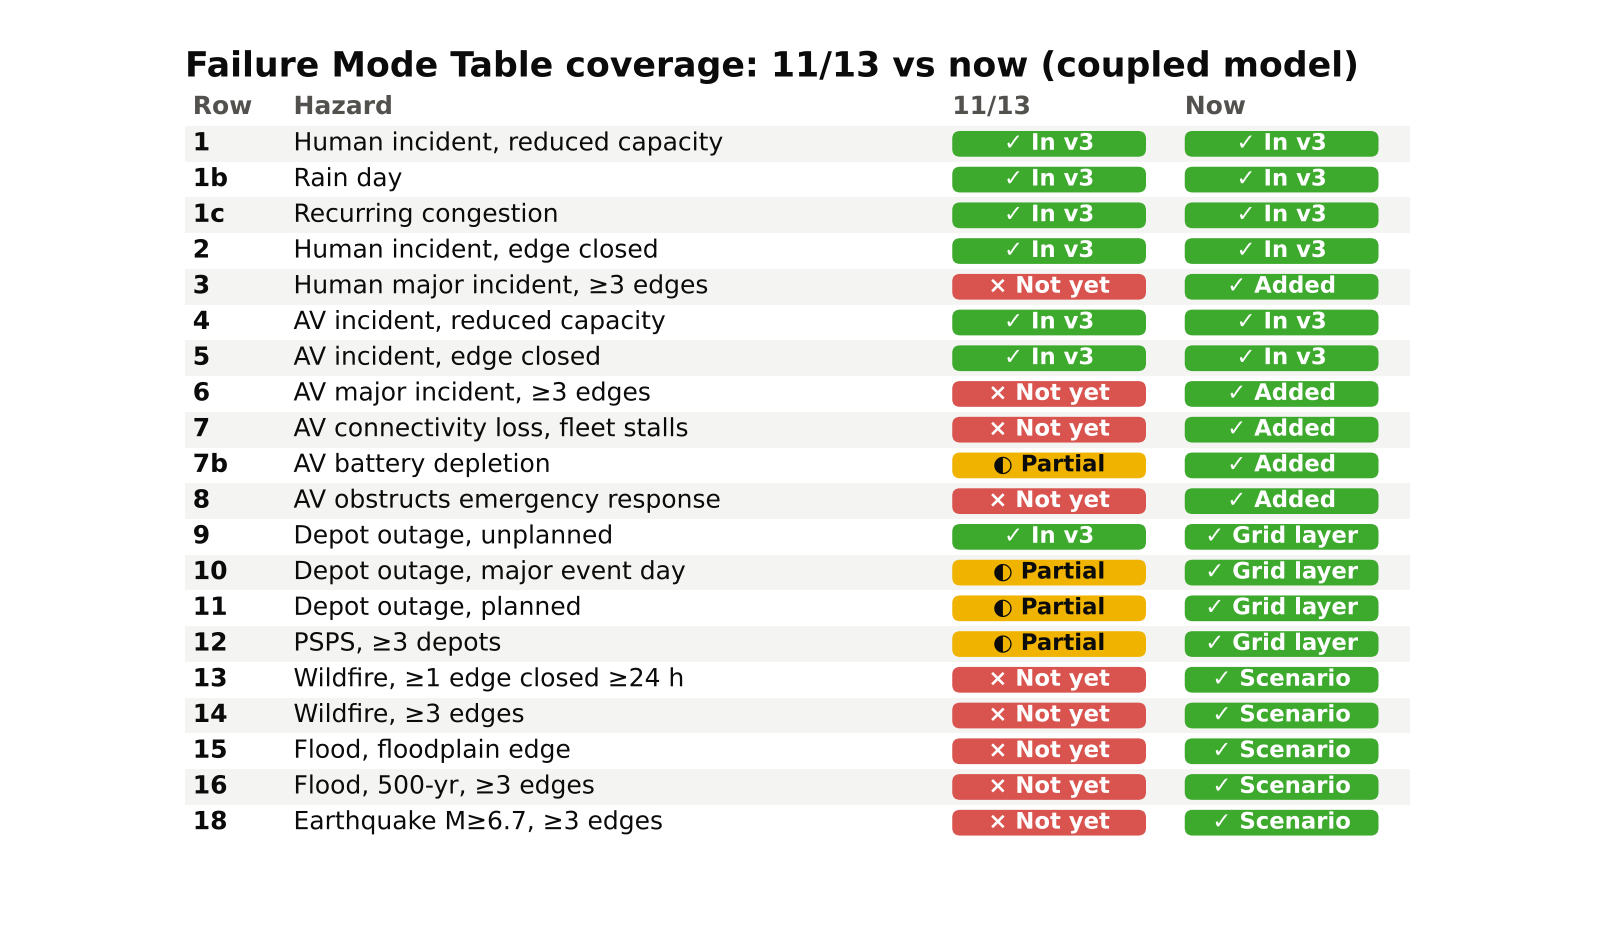 Failure Mode Table coverage: 11/13 vs now (coupled model)
Row Hazard 11/13 Now
1 Human incident, reduced capacity ✓ In v3 ✓ In v3
1b Rain day ✓ In v3 ✓ In v3
1c Recurring congestion ✓ In v3 ✓ In v3
2 Human incident, edge closed ✓ In v3 ✓ In v3
3 Human major incident, ≥3 edges × Not yet ✓ Added
4 AV incident, reduced capacity ✓ In v3 ✓ In v3
5 AV incident, edge closed ✓ In v3 ✓ In v3
6 AV major incident, ≥3 edges × Not yet ✓ Added
7 AV connectivity loss, fleet stalls × Not yet ✓ Added
7b AV battery depletion ◐ Partial ✓ Added
8 AV obstructs emergency response × Not yet ✓ Added
9 Depot outage, unplanned ✓ In v3 ✓ Grid layer
10 Depot outage, major event day ◐ Partial ✓ Grid layer
11 Depot outage, planned ◐ Partial ✓ Grid layer
12 PSPS, ≥3 depots ◐ Partial ✓ Grid layer
13 Wildfire, ≥1 edge closed ≥24 h × Not yet ✓ Scenario
14 Wildfire, ≥3 edges × Not yet ✓ Scenario
15 Flood, floodplain edge × Not yet ✓ Scenario
16 Flood, 500-yr, ≥3 edges × Not yet ✓ Scenario
18 Earthquake M≥6.7, ≥3 edges × Not yet ✓ Scenario